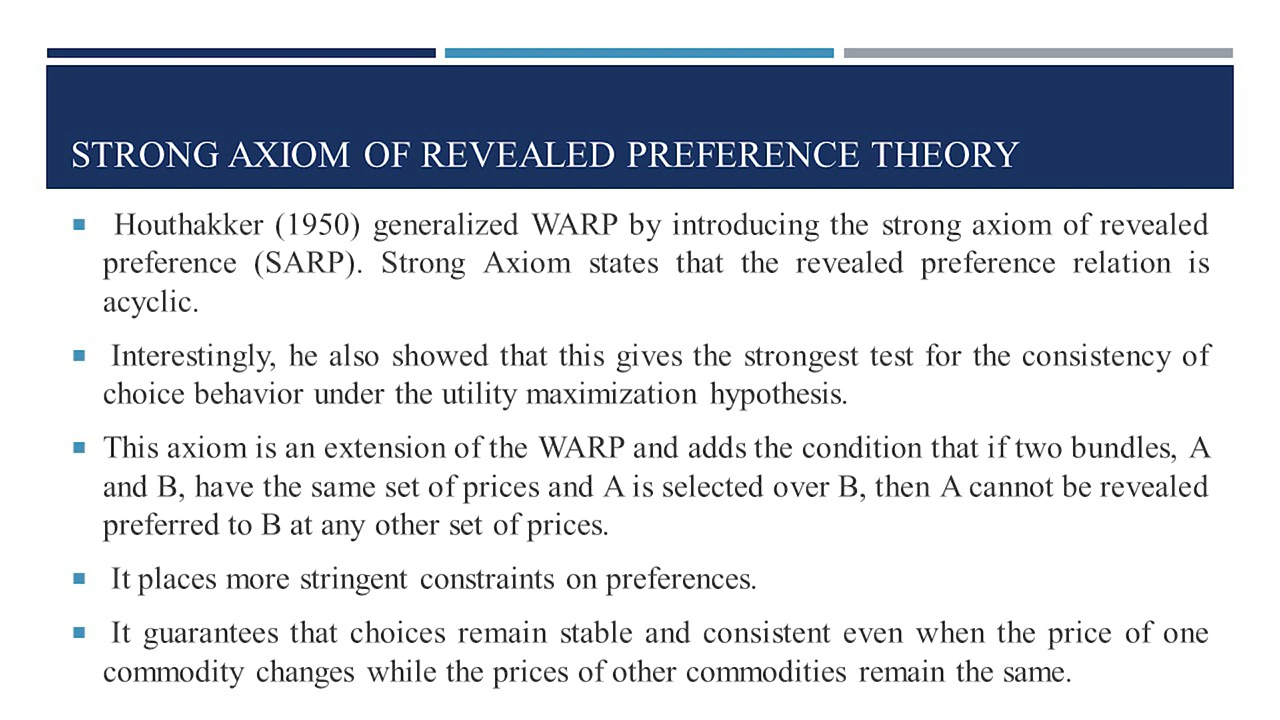 STRONG AXIOM OF REVEALED PREFERENCE THEORY
Houthakker (1950) generalized WARP by introducing the strong axiom of revealed
preference (SARP). Strong Axiom states that the revealed preference relation is
acyclic.
Interestingly, he also showed that this gives the strongest test for the consistency of
choice behavior under the utility maximization hypothesis.
This axiom is an extension of the WARP and adds the condition that if two bundles, A
and B, have the same set of prices and A is selected over B, then A cannot be revealed
preferred to B at any other set of prices.
It places more stringent constraints on preferences.
It guarantees that choices remain stable and consistent even when the price of one
commodity changes while the prices of other commodities remain the same.